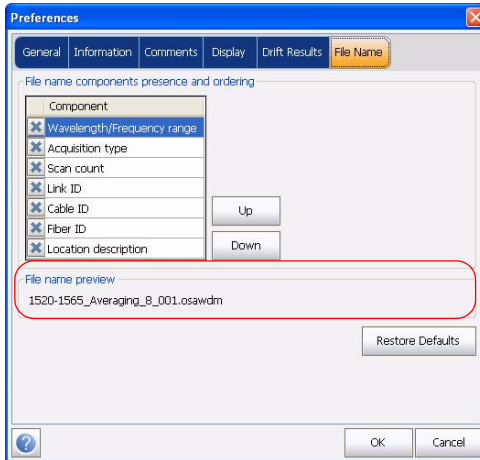 Preferences
General Information Comments Display Drift Results File Name
File name components presence and ordering
Component
Wavelength/Frequency range
Acquisition type
Scan count
Link ID
Cable ID
Fiber ID
Location description
Up
Down
File name preview
1520-1565_Averaging_8_001.osawdm
Restore Defaults
?
OK Cancel